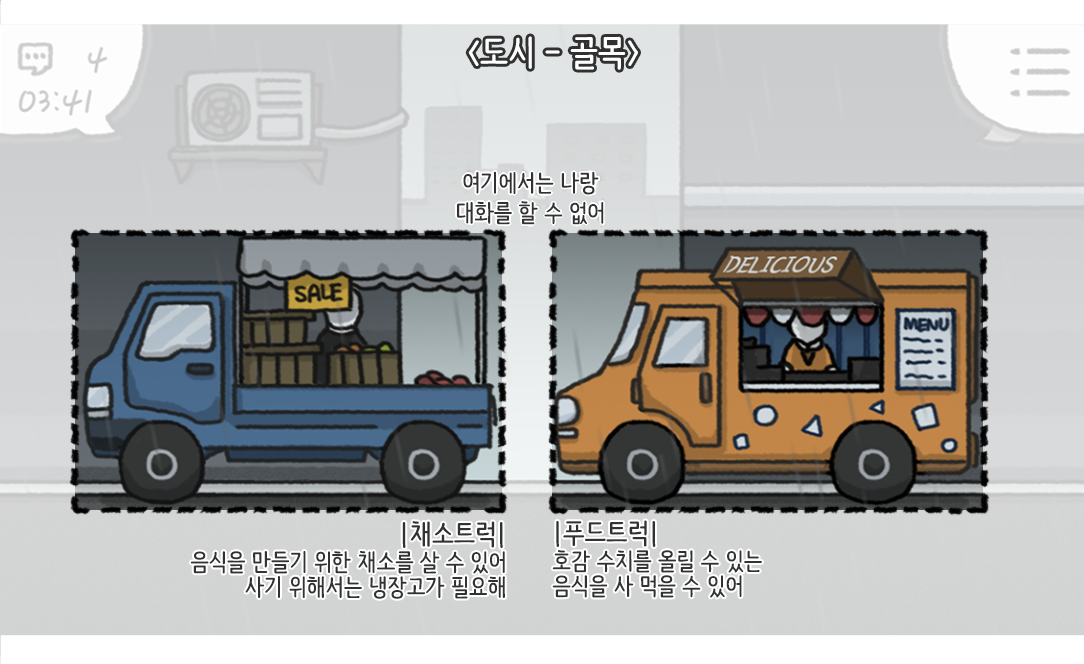 <도시 - 골목>
4
03:41
여기에서는 나랑
대화를 할 수 없어
SALE
DELICIOUS
MENU
|채소트럭|
음식을 만들기 위한 채소를 살 수 있어
사기 위해서는 냉장고가 필요해
|푸드트럭|
호감 수치를 올릴 수 있는
음식을 사 먹을 수 있어